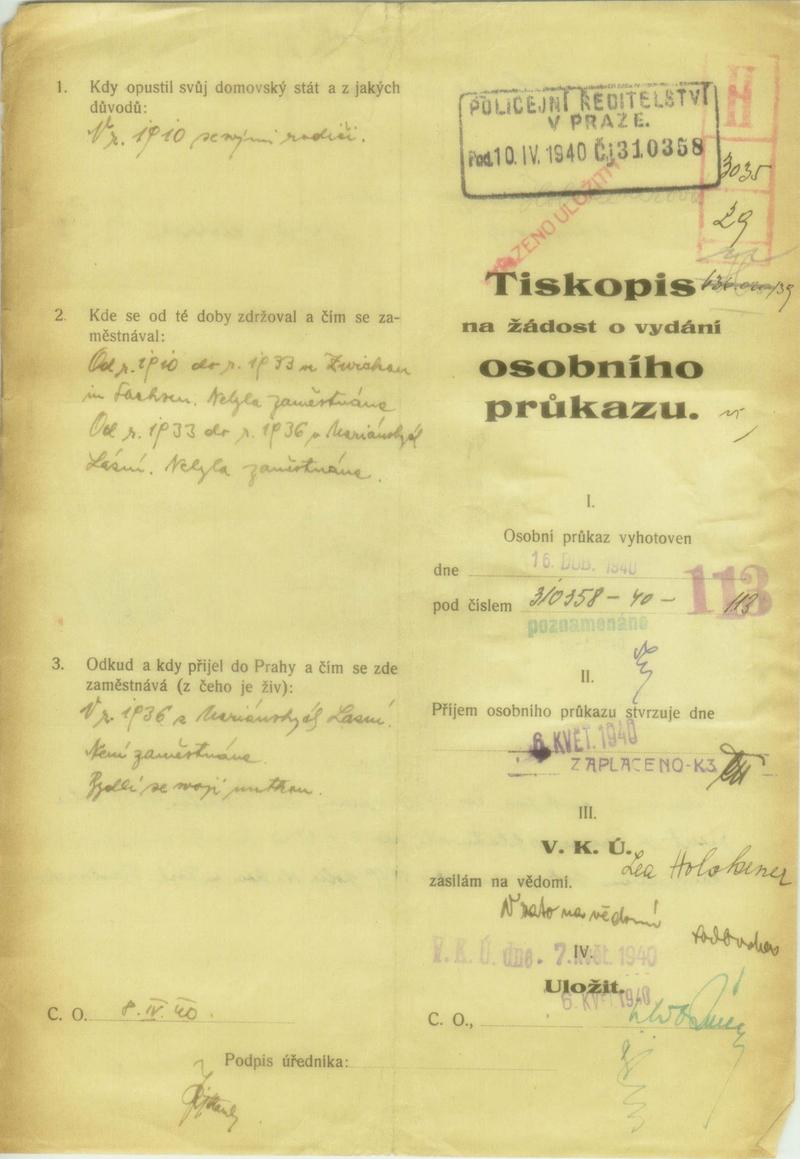 1. Kdy opustil svůj domovský stát a z jakých
důvodů:
V r. 1910 se svými rodiči.
2. Kde se od té doby zdržoval a čím se za-
městnával:
Od r. 1910 do r. 1933 v Zwickau
in Sachsen. Nebyla zaměstnána
Od r. 1933 do r. 1936 v Mariánských
Lázní. Nebyla zaměstnána.
3. Odkud a kdy přijel do Prahy a čím se zde
zaměstnává (z čeho je živ):
V r. 1936 z Mariánských Lázní.
Není zaměstnána.
Bydlí se svojí matkou.
C. O. 8. IV. 40.
Podpis úředníka:
POLICEJNÍ ŘEDITELSTVÍ
V PRAZE.
Pod. 10. IV. 1940 Čj 310358
H
3035
29
ULOŽITI
Tiskopis
na žádost o vydání
osobního
průkazu.
I.
Osobní průkaz vyhotoven
dne 16. DUB. 1940
pod číslem 310358 - 40 - 113
113
poznamenáno
II.
Příjem osobního průkazu stvrzuje dne
6. KVĚT. 1940
ZAPLACENO-K3
III.
V. K. Ú.
zasílám na vědomí.
Lea
na vědomí
V. K. Ú. dne. 7. KVĚT 1940
IV.
Uložit.
6. KVĚT 1940
C. O.,